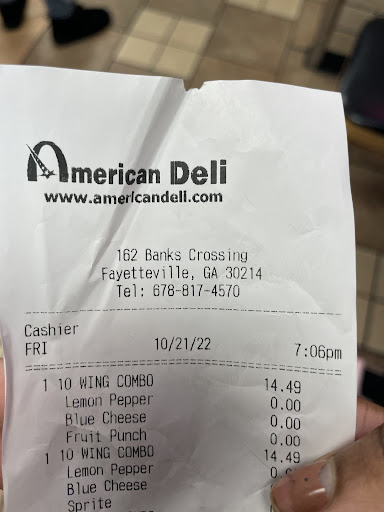 American Deli
www.americandeli.com
162 Banks Crossing
Fayetteville, GA 30214
Tel: 678-817-4570
Cashier
FRI 10/21/22 7:06pm
1 10 WING COMBO 14.49
Lemon Pepper 0.00
Blue Cheese 0.00
Fruit Punch 0.00
1 10 WING COMBO 14.49
Lemon Pepper
Blue Cheese
Sprite